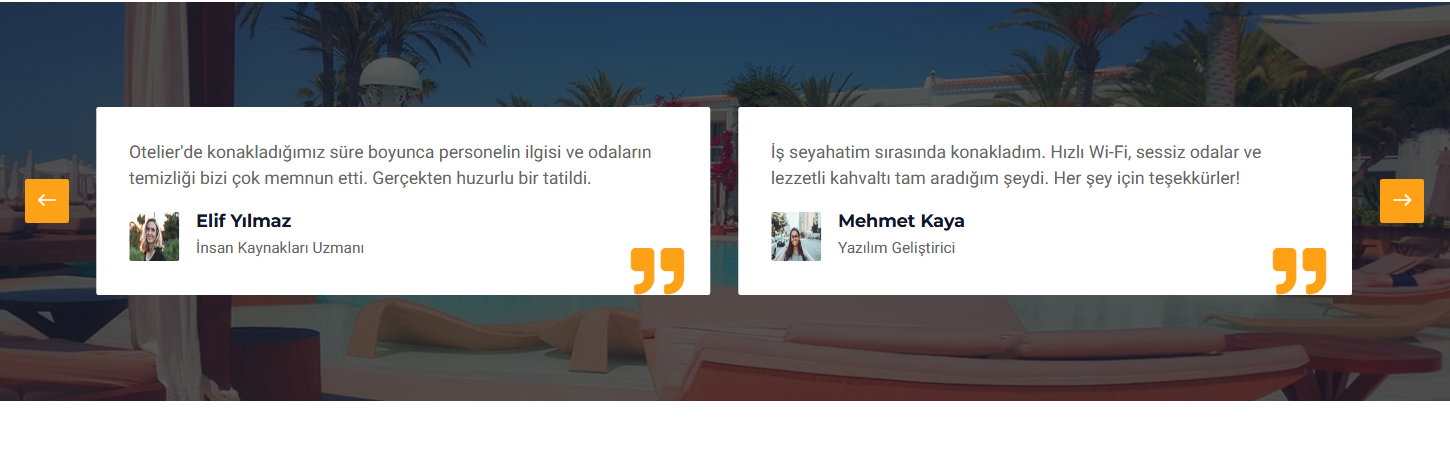 Otelier'de konakladığımız süre boyunca personelin ilgisi ve odaların
temizliği bizi çok memnun etti. Gerçekten huzurlu bir tatildi.
Elif Yılmaz
İnsan Kaynakları Uzmanı
İş seyahatim sırasında konakladım. Hızlı Wi-Fi, sessiz odalar ve
lezzetli kahvaltı tam aradığım şeydi. Her şey için teşekkürler!
Mehmet Kaya
Yazılım Geliştirici